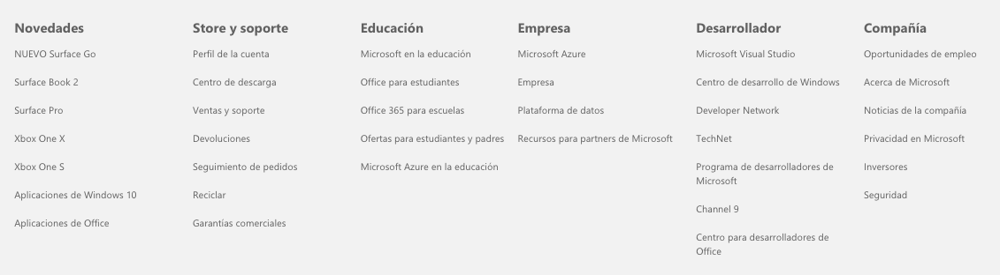 Novedades
NUEVO Surface Go
Surface Book 2
Surface Pro
Xbox One X
Xbox One S
Aplicaciones de Windows 10
Aplicaciones de Office
Store y soporte
Perfil de la cuenta
Centro de descarga
Ventas y soporte
Devoluciones
Seguimiento de pedidos
Reciclar
Garantías comerciales
Educación
Microsoft en la educación
Office para estudiantes
Office 365 para escuelas
Ofertas para estudiantes y padres
Microsoft Azure en la educación
Empresa
Microsoft Azure
Empresa
Plataforma de datos
Recursos para partners de Microsoft
Desarrollador
Microsoft Visual Studio
Centro de desarrollo de Windows
Developer Network
TechNet
Programa de desarrolladores de
Microsoft
Channel 9
Centro para desarrolladores de
Office
Compañía
Oportunidades de empleo
Acerca de Microsoft
Noticias de la compañía
Privacidad en Microsoft
Inversores
Seguridad